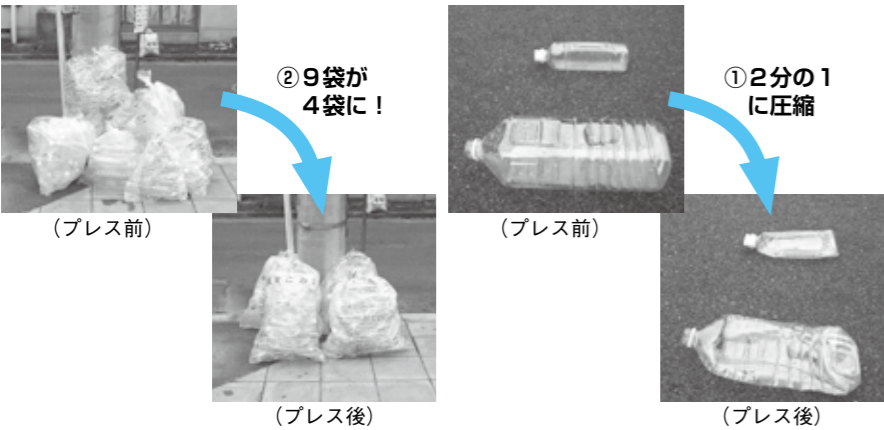 ②９袋が
４袋に！
（プレス前）
（プレス後）
①２分の１
に圧縮
（プレス前）
（プレス後）